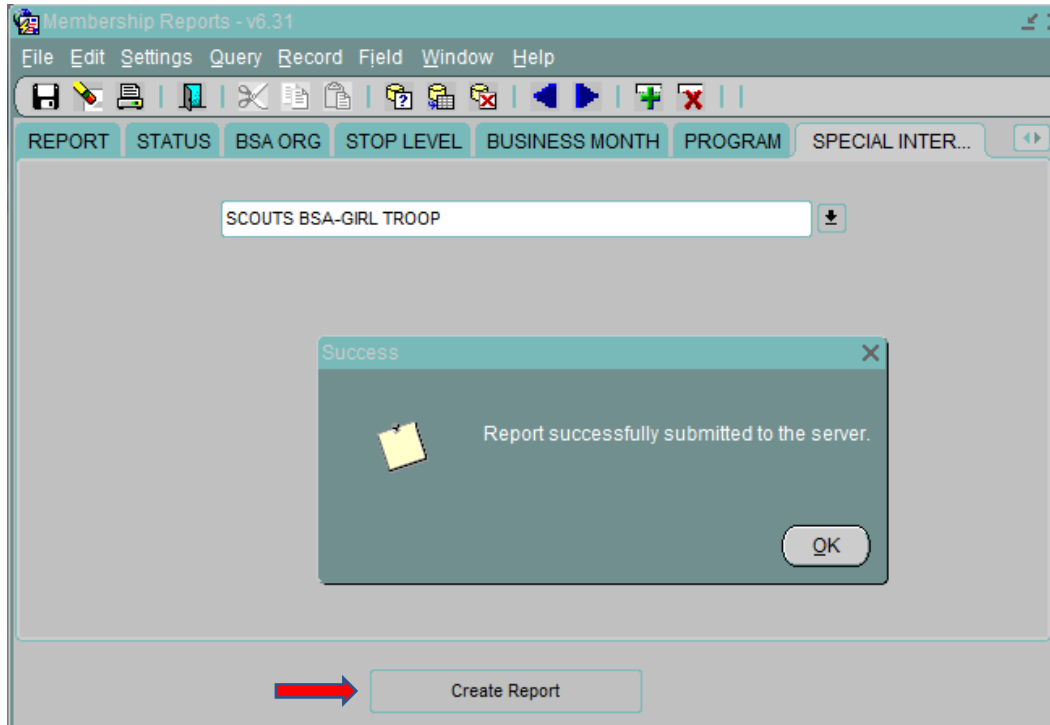 Membership Reports - v6.31
File Edit Settings Query Record Field Window Help
REPORT STATUS BSA ORG STOP LEVEL BUSINESS MONTH PROGRAM SPECIAL INTER...
SCOUTS BSA-GIRL TROOP
Success
Report successfully submitted to the server.
OK
Create Report